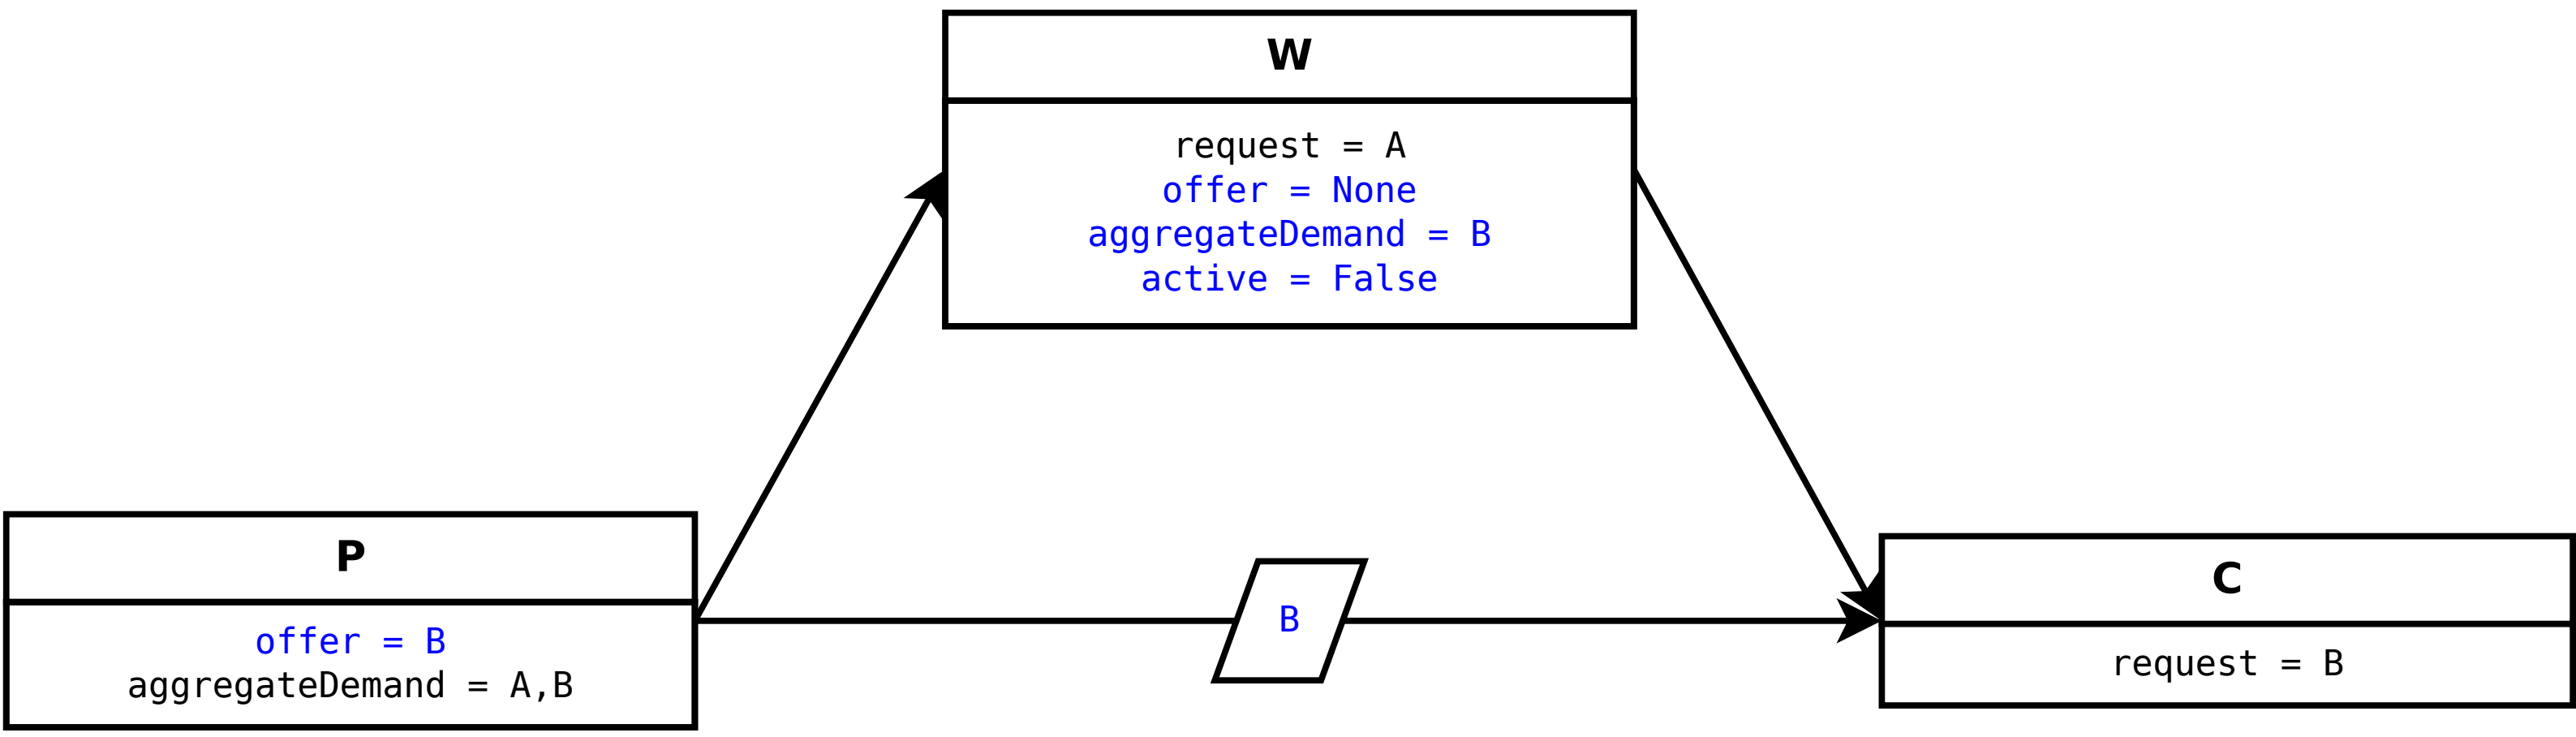 W
request = A
offer = None
aggregateDemand = B
active = False
P
offer = B
aggregateDemand = A,B
B
C
request = B